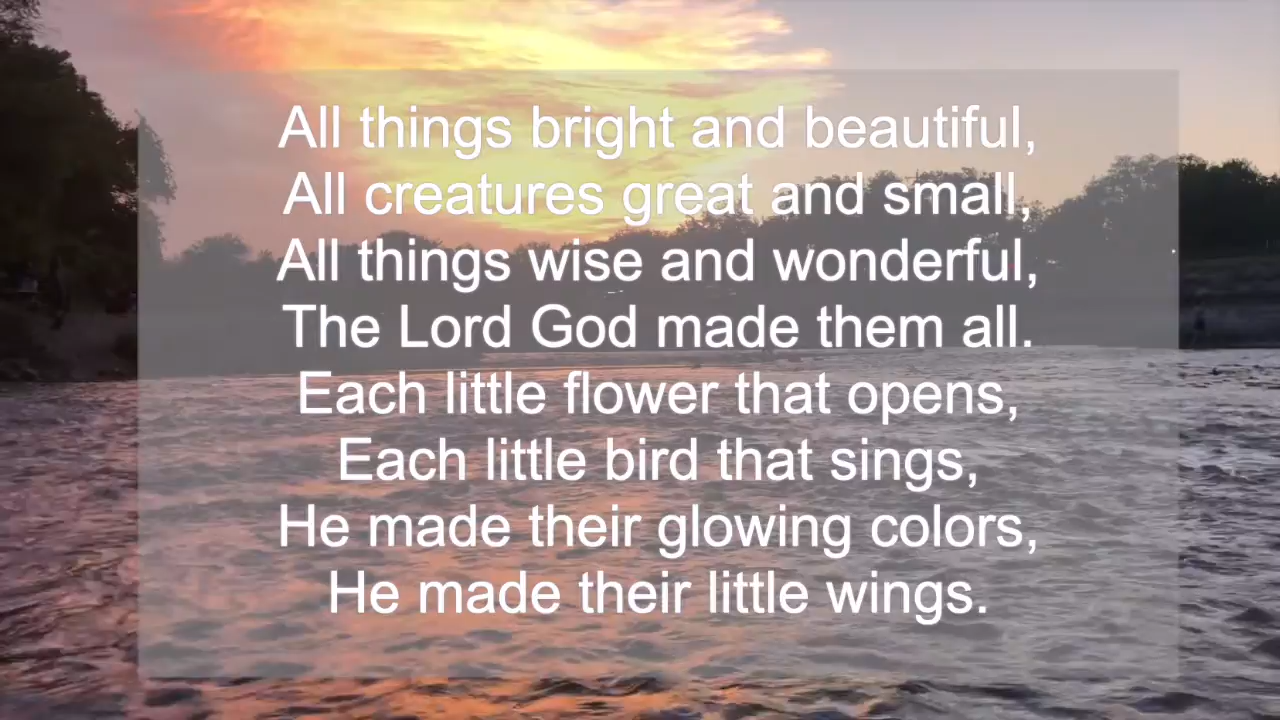 All things bright and beautiful,
All creatures great and small,
All things wise and wonderful,
The Lord God made them all.
Each little flower that opens,
Each little bird that sings,
He made their glowing colors,
He made their little wings.